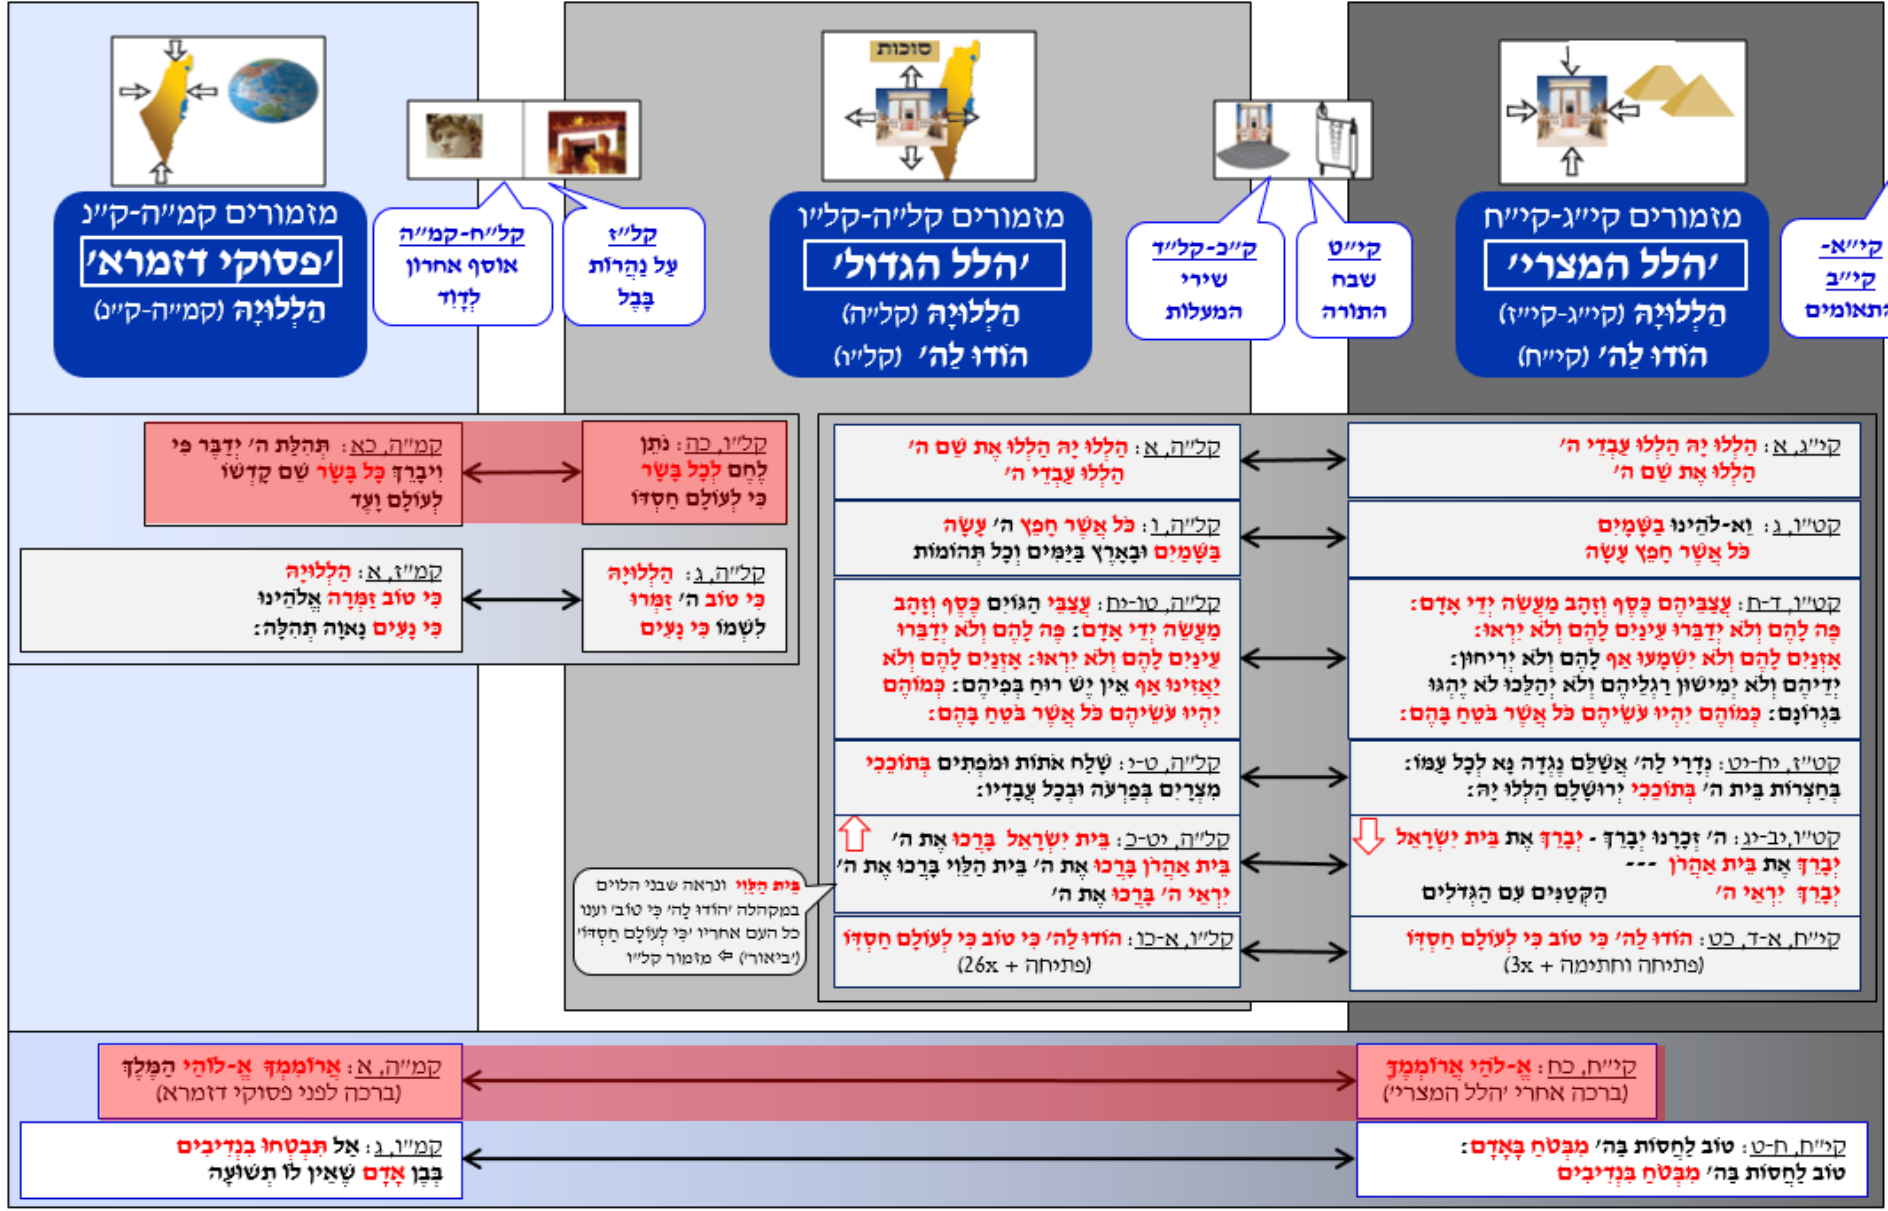 סוכות
מזמורים קי״ג-קי״ח
׳הלל המצרי׳
הַלְלוּיָהּ (קי״ג-קי״ז)
הוֹדוּ לַה׳ (קי״ח)
קי״א-
קי״ב
התאומים
קי״ט
שבח
התורה
ק״כ-קל״ד
שירי
המעלות
מזמורים קל״ה-קל״ו
׳הלל הגדול׳
הַלְלוּיָהּ (קל״ה)
הוֹדוּ לַה׳ (קל״ו)
קל״ז
עַל נַהֲרוֹת
בָּבֶל
קל״ח-קמ״ה
אוסף אחרון
לְדָוִד
מזמורים קמ״ה-ק״נ
׳פסוקי דזמרא׳
הַלְלוּיָהּ (קמ״ה-ק״נ)
קי״ג, א: הַלְלוּ יָהּ הַלְלוּ עַבְדֵי ה׳
הַלְלוּ אֶת שֵׁם ה׳
קל״ה, א: הַלְלוּ יָהּ הַלְלוּ אֶת שֵׁם ה׳
הַלְלוּ עַבְדֵי ה׳
קט״ו, ג: וֵא-לֹהֵינוּ בַשָּׁמָיִם
כֹּל אֲשֶׁר חָפֵץ עָשָׂה
קל״ה, ו: כֹּל אֲשֶׁר חָפֵץ ה׳ עָשָׂה
בַּשָּׁמַיִם וּבָאָרֶץ בַּיַּמִּים וְכָל תְּהוֹמוֹת
קט״ו, ד-ח: עֲצַבֵּיהֶם כֶּסֶף וְזָהָב מַעֲשֵׂה יְדֵי אָדָם:
פֶּה לָהֶם וְלֹא יְדַבֵּרוּ עֵינַיִם לָהֶם וְלֹא יִרְאוּ:
אָזְנַיִם לָהֶם וְלֹא יִשְׁמָעוּ אַף לָהֶם וְלֹא יְרִיחוּן:
יְדֵיהֶם וְלֹא יְמִישׁוּן רַגְלֵיהֶם וְלֹא יְהַלֵּכוּ לֹא יֶהְגּוּ
בִּגְרוֹנָם: כְּמוֹהֶם יִהְיוּ עֹשֵׂיהֶם כֹּל אֲשֶׁר בֹּטֵחַ בָּהֶם:
קל״ה, טו-יח: עֲצַבֵּי הַגּוֹיִם כֶּסֶף וְזָהָב
מַעֲשֵׂה יְדֵי אָדָם: פֶּה לָהֶם וְלֹא יְדַבֵּרוּ
עֵינַיִם לָהֶם וְלֹא יִרְאוּ: אָזְנַיִם לָהֶם וְלֹא
יַאֲזִינוּ אַף אֵין יֶשׁ רוּחַ בְּפִיהֶם: כְּמוֹהֶם
יִהְיוּ עֹשֵׂיהֶם כֹּל אֲשֶׁר בֹּטֵחַ בָּהֶם:
קט״ז, יח-יט: נְדָרַי לַה׳ אֲשַׁלֵּם נֶגְדָה נָּא לְכָל עַמּוֹ:
בְּחַצְרוֹת בֵּית ה׳ בְּתוֹכֵכִי יְרוּשָׁלִָם הַלְלוּ יָהּ:
קל״ה, ט-י: שָׁלַח אֹתוֹת וּמֹפְתִים בְּתוֹכֵכִי
מִצְרָיִם בְּפַרְעֹה וּבְכָל עֲבָדָיו:
קט״ו,יב-יג: ה׳ זְכָרָנוּ יְבָרֵךְ - יְבָרֵךְ אֶת בֵּית יִשְׂרָאֵל
יְבָרֵךְ אֶת בֵּית אַהֲרֹן ---
יְבָרֵךְ יִרְאֵי ה׳ הַקְּטַנִּים עִם הַגְּדֹלִים
קל״ה, יט-כ: בֵּית יִשְׂרָאֵל בָּרְכוּ אֶת ה׳
בֵּית אַהֲרֹן בָּרְכוּ אֶת ה׳ בֵּית הַלֵּוִי בָּרְכוּ אֶת ה׳
יִרְאֵי ה׳ בָּרְכוּ אֶת ה׳
בֵּית הַלֵּוִי ונראה שבני הלוים
במקהלה ׳הודו לה׳ כִּי טוֹב׳ וענו
כל העם אחריו ׳כִּי לְעוֹלָם חַסְדּוֹ׳
(׳ביאור׳) ⇦ מזמור קל״ו
קי״ח, א-ד, כט: הוֹדוּ לַה׳ כִּי טוֹב כִּי לְעוֹלָם חַסְדּוֹ
(פתיחה וחתימה + 3x)
קל״ו, א-כו: הוֹדוּ לַה׳ כִּי טוֹב כִּי לְעוֹלָם חַסְדּוֹ
(פתיחה + 26x)
קל״ו, כה: נֹתֵן
לֶחֶם לְכָל בָּשָׂר
כִּי לְעוֹלָם חַסְדּוֹ
קמ״ה, כא: תְּהִלַּת ה׳ יְדַבֶּר פִּי
וִיבָרֵךְ כָּל בָּשָׂר שֵׁם קָדְשׁוֹ
לְעוֹלָם וָעֶד
קל״ה, ג: הַלְלוּיָהּ
כִּי טוֹב ה׳ זַמְּרוּ
לִשְׁמוֹ כִּי נָעִים
קמ״ז, א: הַלְלוּיָהּ
כִּי טוֹב זַמְּרָה אֱלֹהֵינוּ
כִּי נָעִים נָאוָה תְהִלָּה:
קי״ח, כח: אֱ-לֹהַי אֲרוֹמְמֶךָּ
(ברכה אחרי ׳הלל המצרי׳)
קמ״ה, א: אֲרוֹמִמְךָ אֱ-לוֹהַי הַמֶּלֶךְ
(ברכה לפני פסוקי דזמרא)
קי״ח, ח-ט: טוֹב לַחֲסוֹת בַּה׳ מִבְּטֹחַ בָּאָדָם:
טוֹב לַחֲסוֹת בַּה׳ מִבְּטֹחַ בִּנְדִיבִים
קמ״ו, ג: אַל תִּבְטְחוּ בִנְדִיבִים
בְּבֶן אָדָם שֶׁאֵין לוֹ תְשׁוּעָה